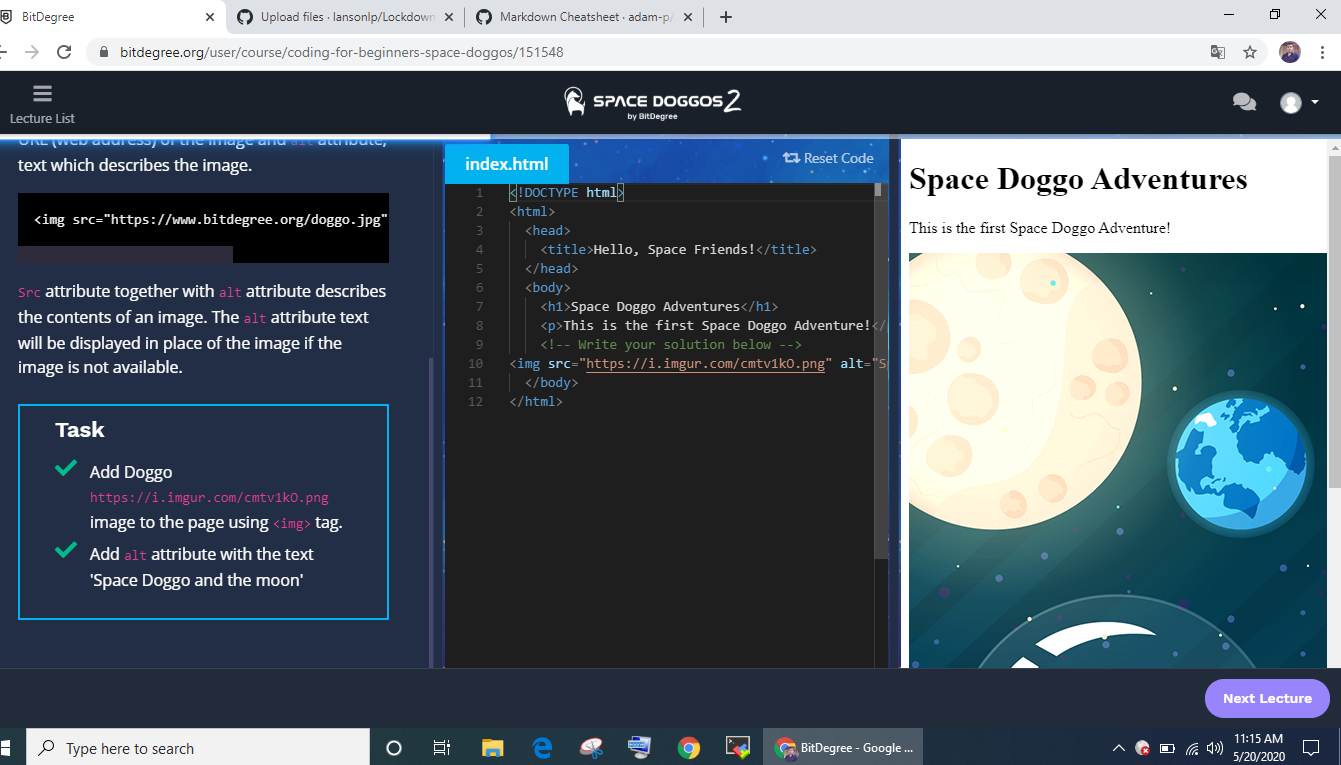 BitDegree
Upload files · lansonlp/Lockdown
Markdown Cheatsheet · adam-p/
bitdegree.org/user/course/coding-for-beginners-space-doggos/151548
Lecture List
SPACE DOGGOS 2
by BitDegree
URL (web address) of the image and alt attribute,
text which describes the image.
<img src="https://www.bitdegree.org/doggo.jpg"
Src attribute together with alt attribute describes
the contents of an image. The alt attribute text
will be displayed in place of the image if the
image is not available.
Task
Add Doggo
https://i.imgur.com/cmtv1kO.png
image to the page using <img> tag.
Add alt attribute with the text
'Space Doggo and the moon'
index.html
Reset Code
1 <!DOCTYPE html>
2 <html>
3 <head>
4 <title>Hello, Space Friends!</title>
5 </head>
6 <body>
7 <h1>Space Doggo Adventures</h1>
8 <p>This is the first Space Doggo Adventure!</
9 <!-- Write your solution below -->
10 <img src="https://i.imgur.com/cmtv1kO.png" alt="S
11 </body>
12 </html>
Space Doggo Adventures
This is the first Space Doggo Adventure!
Next Lecture
Type here to search
BitDegree - Google ...
11:15 AM
5/20/2020